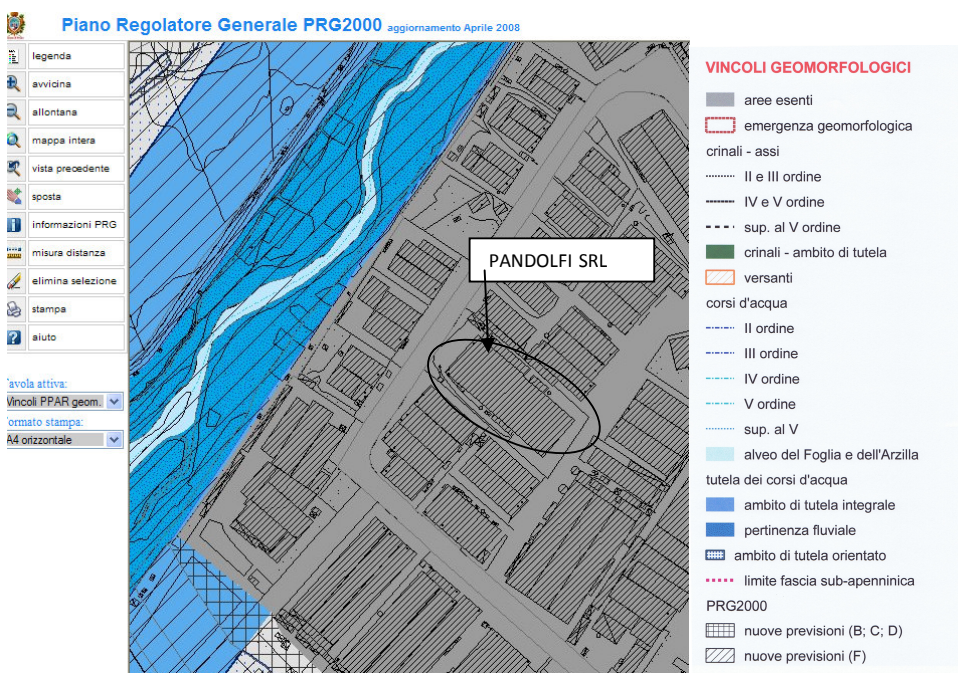 Piano Regolatore Generale PRG2000 aggiornamento Aprile 2008
legenda
avvicina
allontana
mappa intera
vista precedente
sposta
informazioni PRG
misura distanza
elimina selezione
stampa
aiuto
Tavola attiva:
Vincoli PPAR geom.
Formato stampa:
A4 orizzontale
PANDOLFI SRL
VINCOLI GEOMORFOLOGICI
aree esenti
emergenza geomorfologica
crinali - assi
II e III ordine
IV e V ordine
sup. al V ordine
crinali - ambito di tutela
versanti
corsi d'acqua
II ordine
III ordine
IV ordine
V ordine
sup. al V
alveo del Foglia e dell'Arzilla
tutela dei corsi d'acqua
ambito di tutela integrale
pertinenza fluviale
ambito di tutela orientato
limite fascia sub-apenninica
PRG2000
nuove previsioni (B; C; D)
nuove previsioni (F)